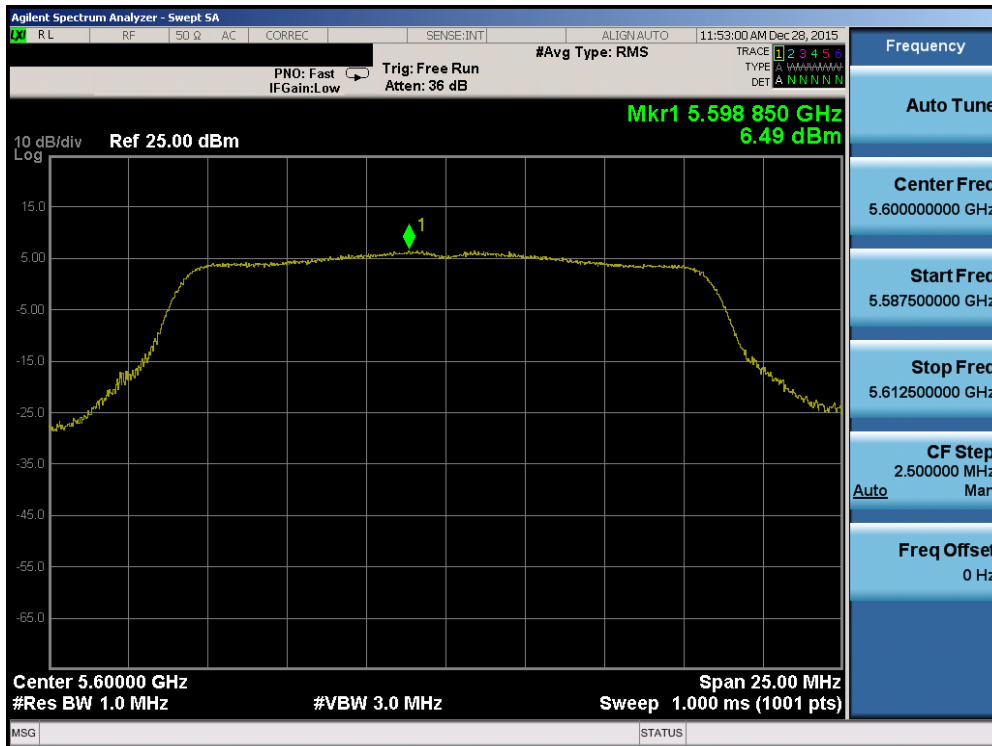 Agilent Spectrum Analyzer - Swept SA
LXI RL RF 50 Ω AC CORREC SENSE:INT ALIGN AUTO 11:53:00 AM Dec 28, 2015
#Avg Type: RMS
TRACE 1 2 3 4 5 6
PNO: Fast Trig: Free Run
TYPE A WWWWW
IFGain:Low Atten: 36 dB
DET A N N N N N
Mkr1 5.598 850 GHz
10 dB/div Ref 25.00 dBm 6.49 dBm
Log
15.0
1
5.00
-5.00
-15.0
-25.0
-35.0
-45.0
-55.0
-65.0
Center 5.60000 GHz Span 25.00 MHz
#Res BW 1.0 MHz #VBW 3.0 MHz Sweep 1.000 ms (1001 pts)
MSG STATUS
Frequency
Auto Tune
Center Freq
5.600000000 GHz
Start Freq
5.587500000 GHz
Stop Freq
5.612500000 GHz
CF Step
2.500000 MHz
Auto Man
Freq Offset
0 Hz